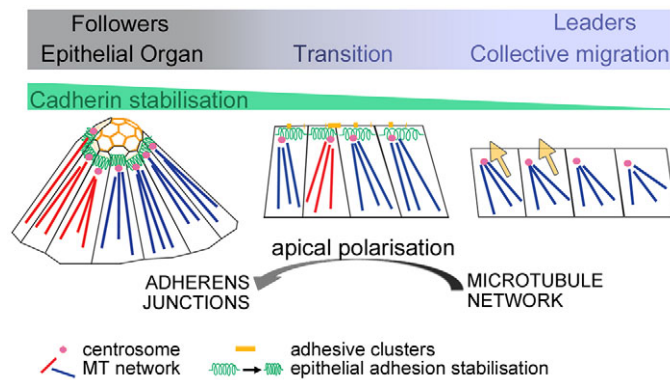 Followers
Leaders
Epithelial Organ
Transition
Collective migration
Cadherin stabilisation
apical polarisation
ADHERENS
JUNCTIONS
MICROTUBULE
NETWORK
centrosome
adhesive clusters
MT network
epithelial adhesion stabilisation